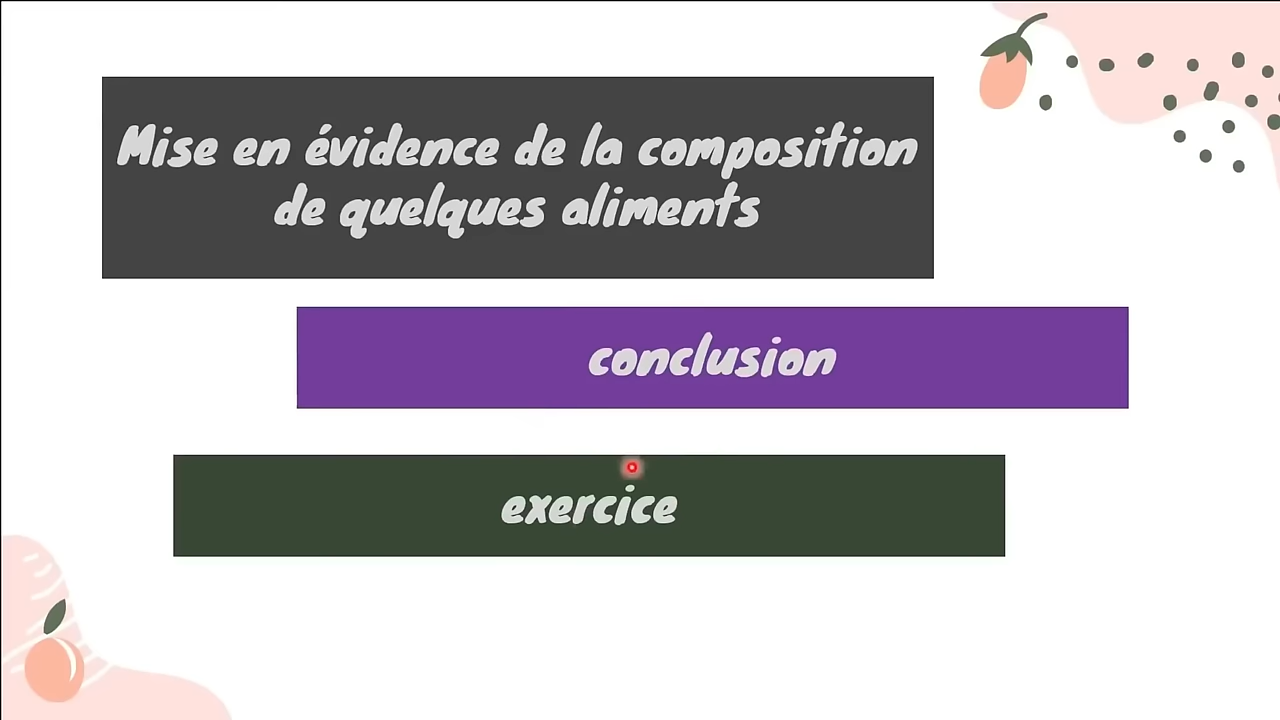 Mise en évidence de la composition
de quelques aliments
conclusion
exercice